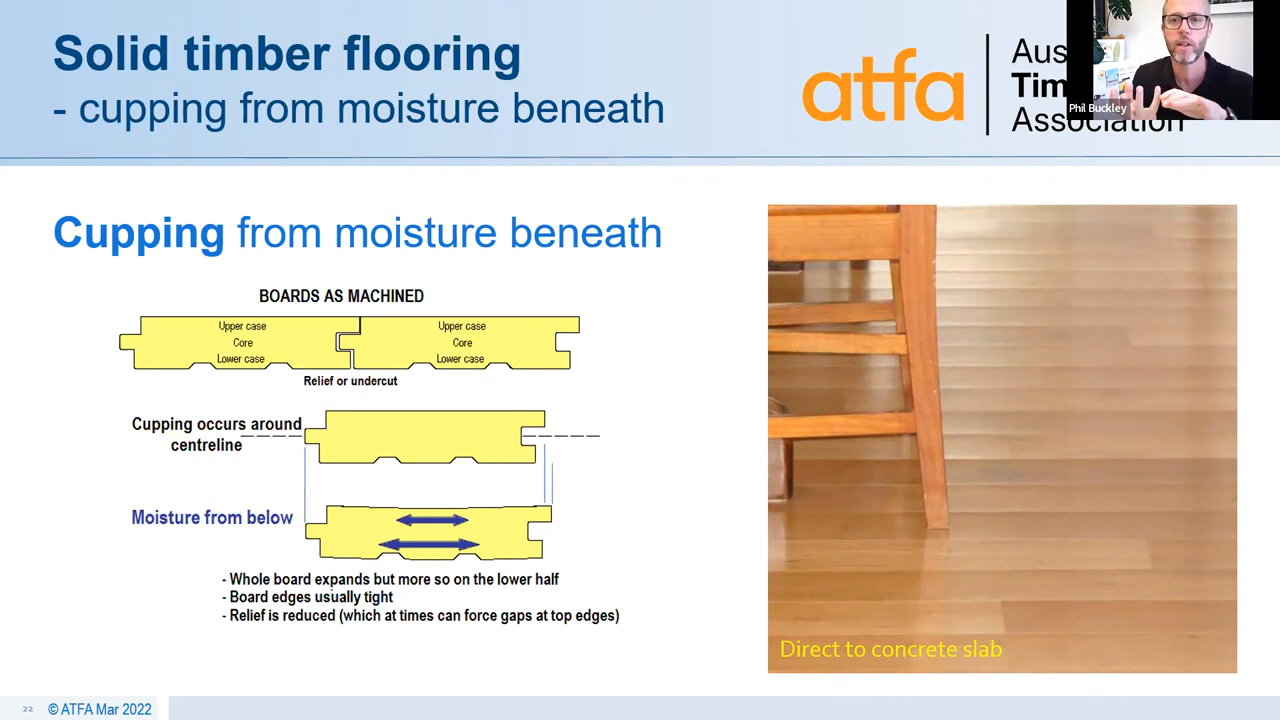 Solid timber flooring
- cupping from moisture beneath
atfa
Aus
Tim
Association
Phil Buckley
Cupping from moisture beneath
BOARDS AS MACHINED
Upper case
Core
Lower case
Upper case
Core
Lower case
Relief or undercut
Cupping occurs around
centreline
Moisture from below
- Whole board expands but more so on the lower half
- Board edges usually tight
- Relief is reduced (which at times can force gaps at top edges)
Direct to concrete slab
22
© ATFA Mar 2022